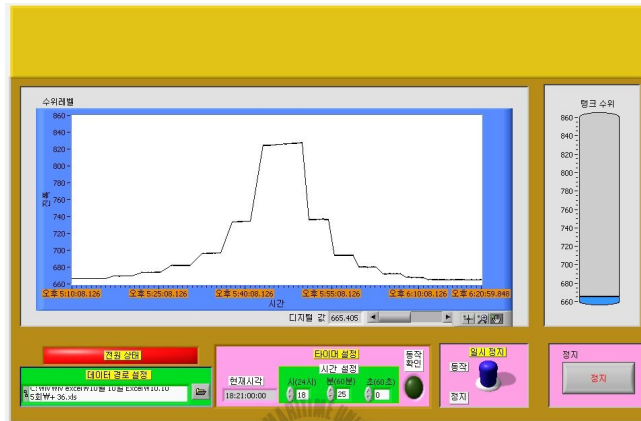 수위레벨
860
840
820
800
780
760
740
720
700
680
660
진폭
오후 5:10:08.126
오후 5:25:08.126
오후 5:40:08.126
오후 5:55:08.126
오후 6:10:08.126
오후 6:20:59.848
시간
디지털 값 665.405
탱크 수위
860
840
820
800
780
760
740
720
700
680
660
전원 상태
데이터 경로 설정
5회₩+ 36.xls
타이머 설정
시간 설정
현재시각
18:21:00:00
시(24시) 분(60분) 초(60초)
18 25 0
동작
확인
일시 정지
동작
정지
정지
정지